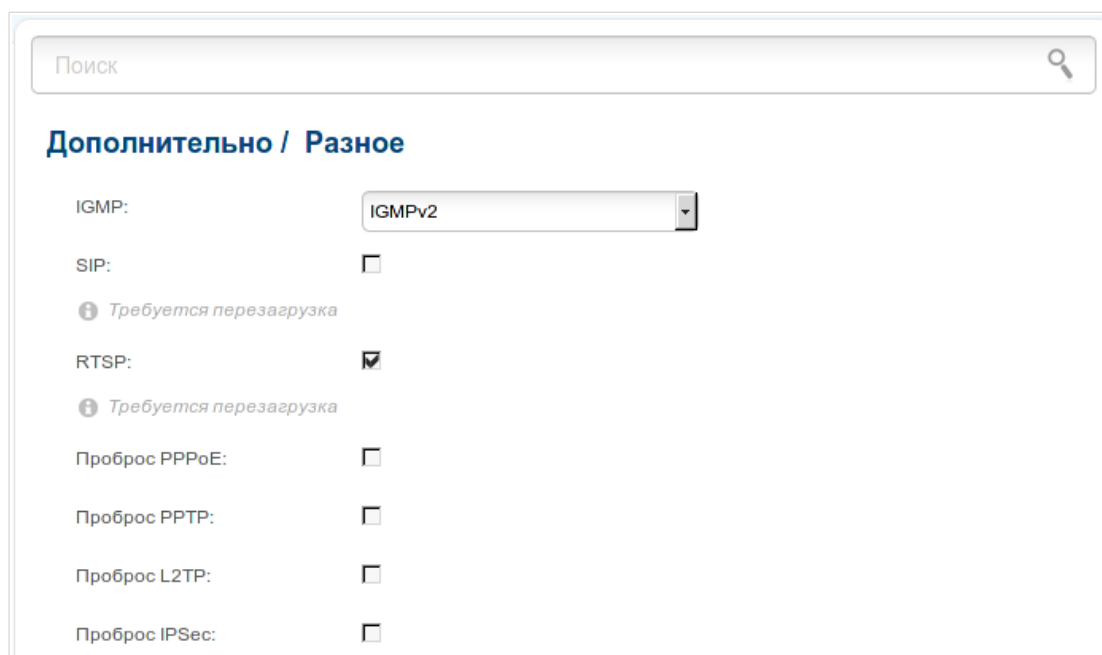 Поиск
Дополнительно / Разное
IGMP: IGMPv2
SIP:
Требуется перезагрузка
RTSP:
Требуется перезагрузка
Проброс PPPoE:
Проброс PPTP:
Проброс L2TP:
Проброс IPSec: